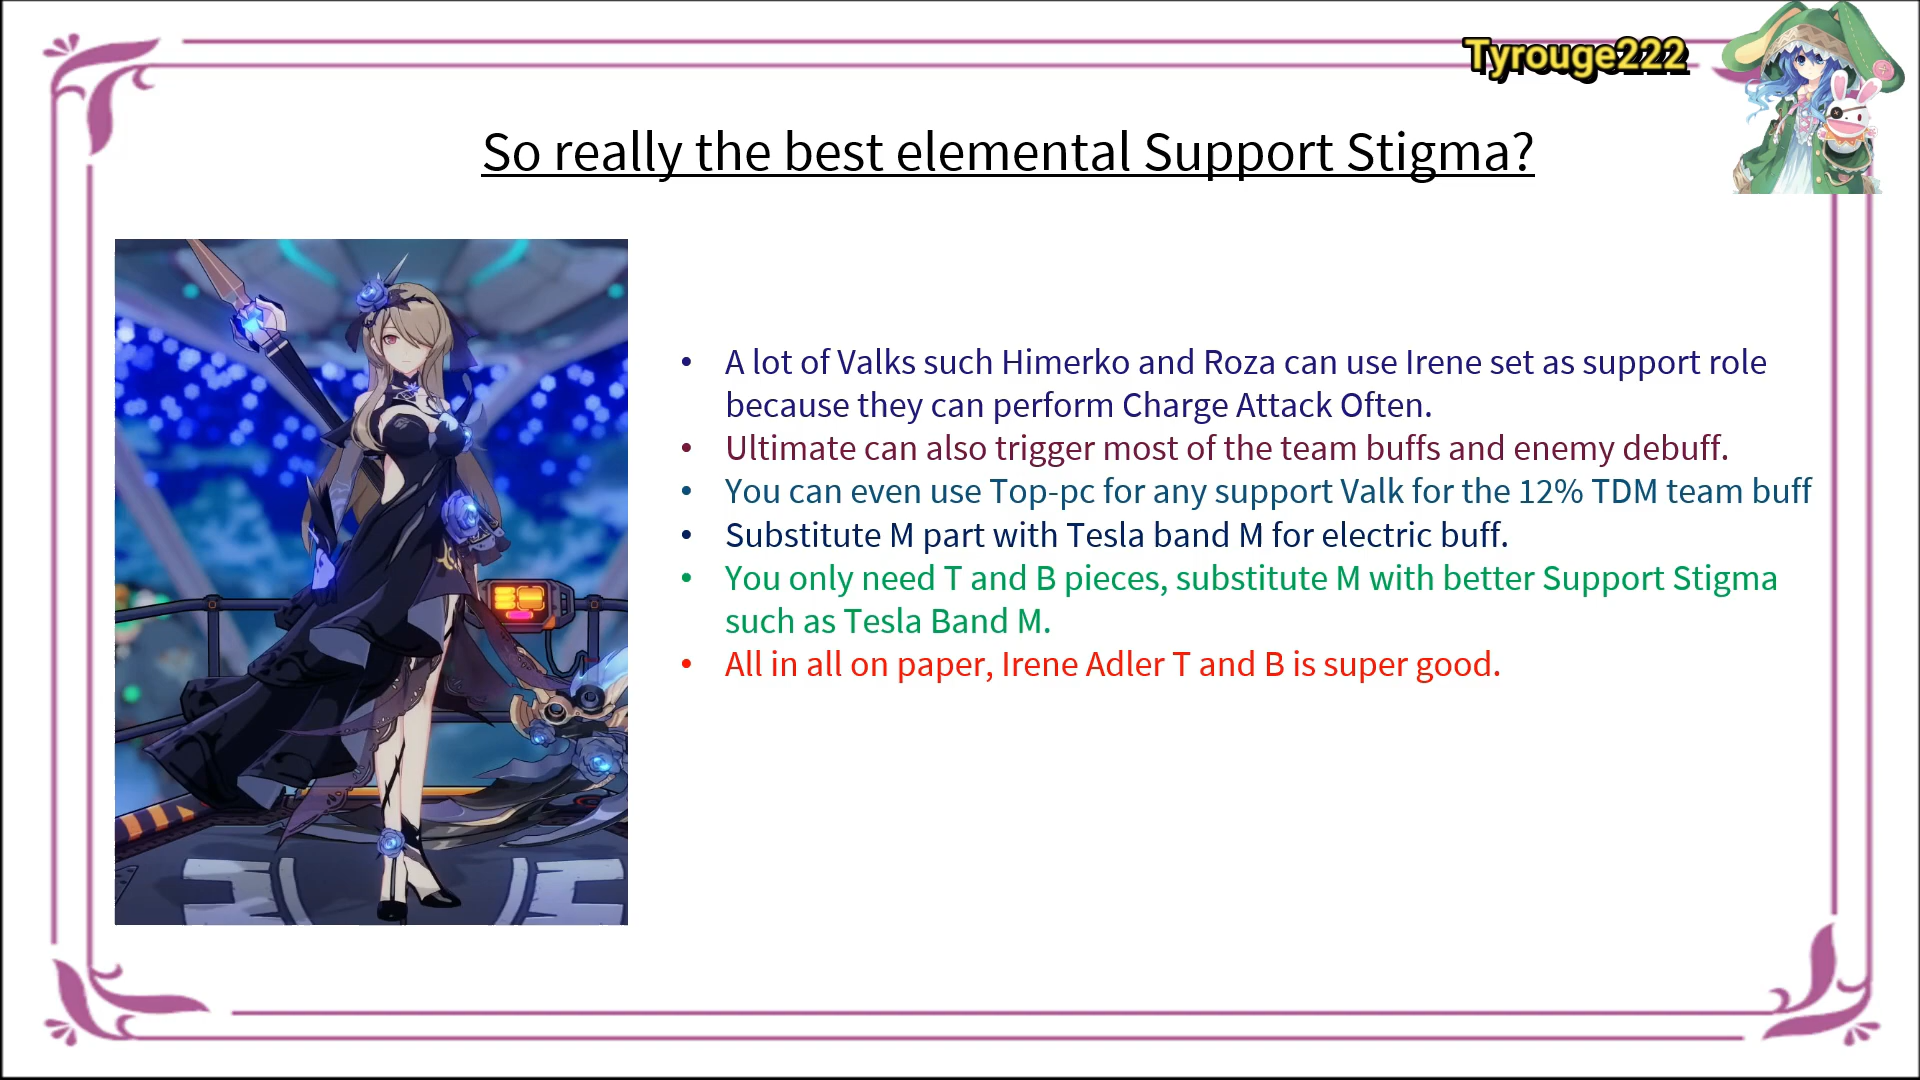 Tyrouge222
So really the best elemental Support Stigma?
• A lot of Valks such Himerko and Roza can use Irene set as support role
because they can perform Charge Attack Often.
• Ultimate can also trigger most of the team buffs and enemy debuff.
• You can even use Top-pc for any support Valk for the 12% TDM team buff
• Substitute M part with Tesla band M for electric buff.
• You only need T and B pieces, substitute M with better Support Stigma
such as Tesla Band M.
• All in all on paper, Irene Adler T and B is super good.